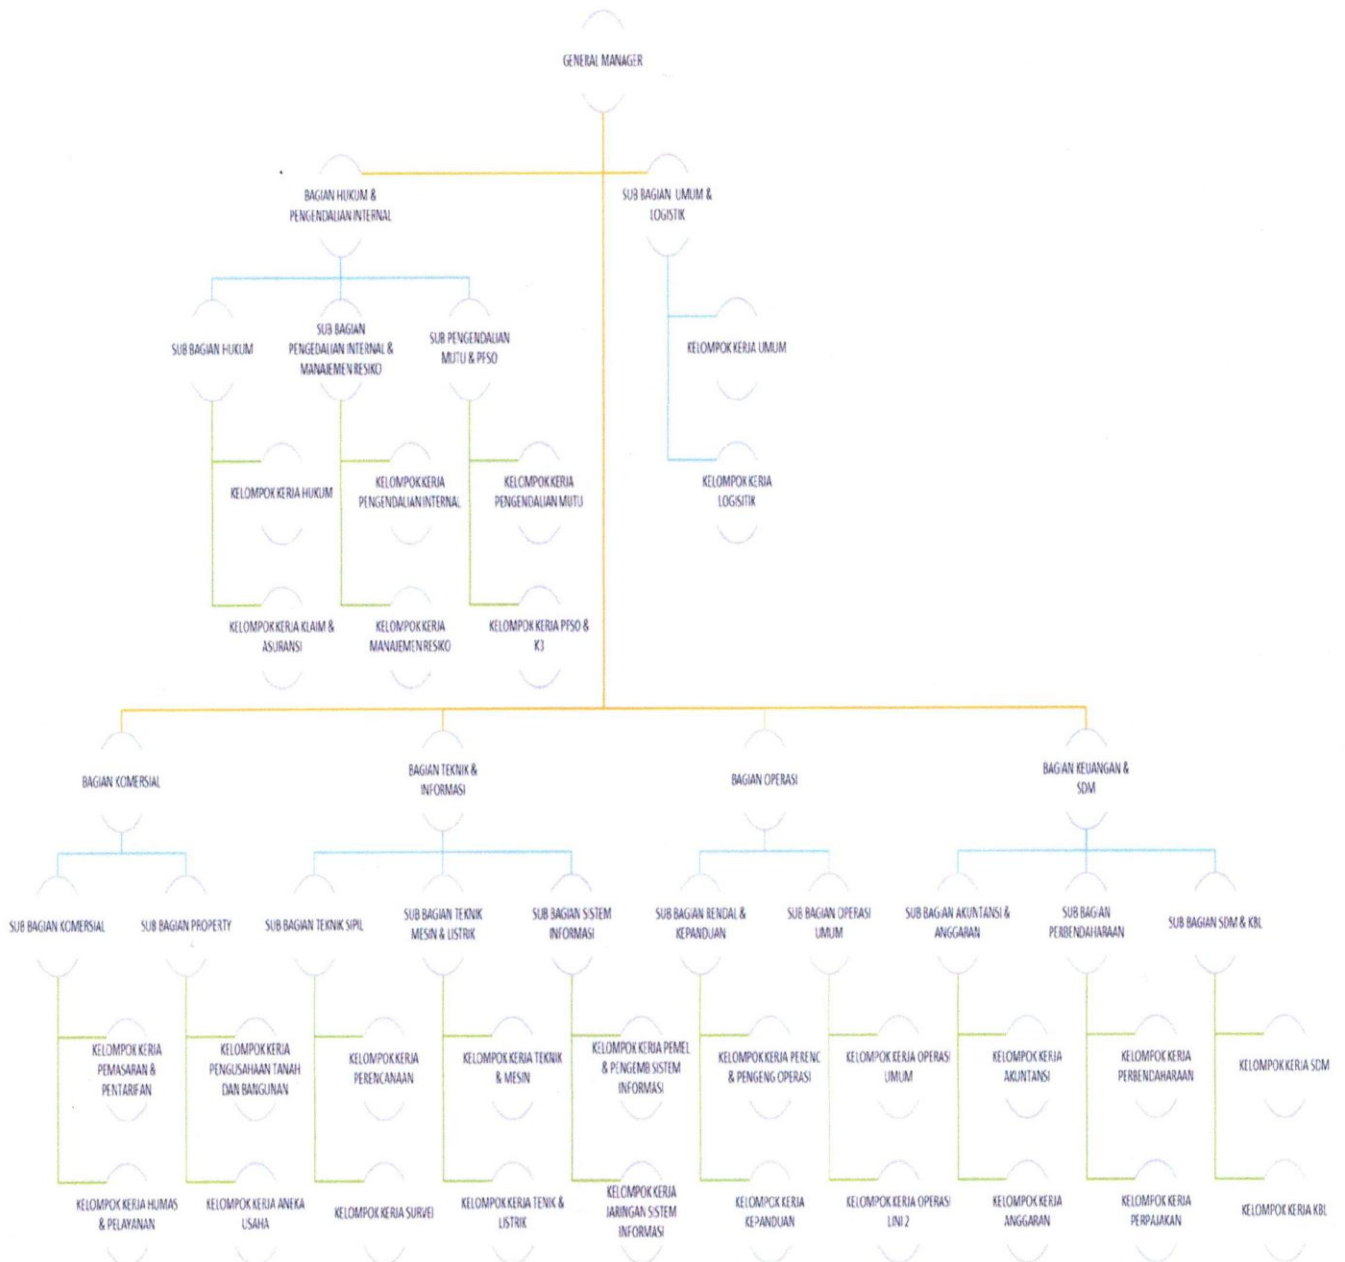 GENERAL MANAGER
BAGIAN HUKUM &
PENGENDALIAN INTERNAL
SUB BAGIAN UMUM &
LOGISTIK
SUB BAGIAN HUKUM
SUB BAGIAN
PENGEDALIAN INTERNAL &
MANAJEMEN RESIKO
SUB PENGENDALIAN
MUTU & PFSO
KELOMPOK KERJA UMUM
KELOMPOK KERJA HUKUM
KELOMPOK KERJA
PENGENDALIAN INTERNAL
KELOMPOK KERJA
PENGENDALIAN MUTU
KELOMPOK KERJA
LOGISITIK
KELOMPOK KERJA KLAIM &
ASURANSI
KELOMPOK KERJA
MANAJEMEN RESIKO
KELOMPOK KERJA PFSO &
K3
BAGIAN KOMERSIAL
BAGIAN TEKNIK &
INFORMASI
BAGIAN OPERASI
BAGIAN KEUANGAN &
SDM
SUB BAGIAN KOMERSIAL
SUB BAGIAN PROPERTY
SUB BAGIAN TEKNIK SIPIL
SUB BAGIAN TEKNIK
MESIN & LISTRIK
SUB BAGIAN SISTEM
INFORMASI
SUB BAGIAN RENDAL &
KEPANDUAN
SUB BAGIAN OPERASI
UMUM
SUB BAGIAN AKUNTANSI &
ANGGARAN
SUB BAGIAN
PERBENDAHARAAN
SUB BAGIAN SDM & KBL
KELOMPOK KERJA
PEMASARAN &
PENTARIFAN
KELOMPOK KERJA
PENGUSAHAAN TANAH
DAN BANGUNAN
KELOMPOK KERJA
PERENCANAAN
KELOMPOK KERJA TEKNIK
& MESIN
KELOMPOK KERJA PEMEL
& PENGEMB SISTEM
INFORMASI
KELOMPOK KERJA PERENC
& PENGENG OPERASI
KELOMPOK KERJA OPERASI
UMUM
KELOMPOK KERJA
AKUNTANSI
KELOMPOK KERJA
PERBENDAHARAAN
KELOMPOK KERJA SDM
KELOMPOK KERJA HUMAS
& PELAYANAN
KELOMPOK KERJA ANEKA
USAHA
KELOMPOK KERJA SURVEI
KELOMPOK KERJA TENIK &
LISTRIK
KELOMPOK KERJA
JARINGAN SISTEM
INFORMASI
KELOMPOK KERJA
KEPANDUAN
KELOMPOK KERJA OPERASI
LINI 2
KELOMPOK KERJA
ANGGARAN
KELOMPOK KERJA
PERPAJAKAN
KELOMPOK KERJA KBL